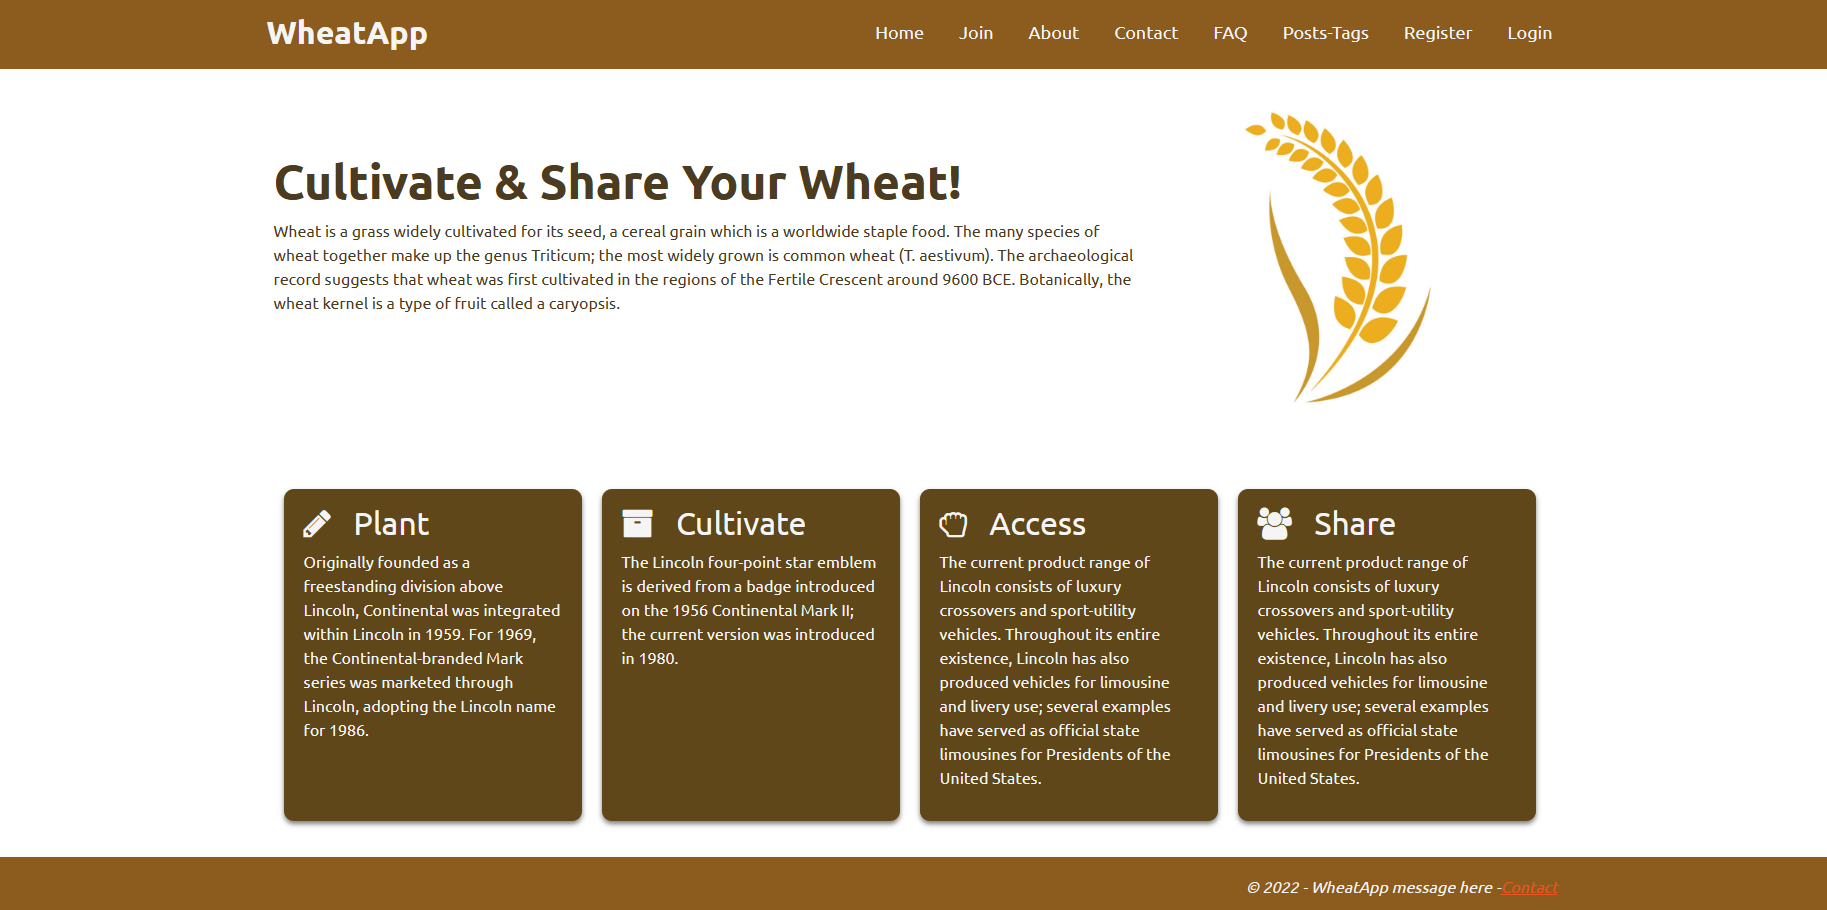 WheatApp
Home Join About Contact FAQ Posts-Tags Register Login
Cultivate & Share Your Wheat!
Wheat is a grass widely cultivated for its seed, a cereal grain which is a worldwide staple food. The many species of
wheat together make up the genus Triticum; the most widely grown is common wheat (T. aestivum). The archaeological
record suggests that wheat was first cultivated in the regions of the Fertile Crescent around 9600 BCE. Botanically, the
wheat kernel is a type of fruit called a caryopsis.
Plant
Originally founded as a
freestanding division above
Lincoln, Continental was integrated
within Lincoln in 1959. For 1969,
the Continental-branded Mark
series was marketed through
Lincoln, adopting the Lincoln name
for 1986.
Cultivate
The Lincoln four-point star emblem
is derived from a badge introduced
on the 1956 Continental Mark II;
the current version was introduced
in 1980.
Access
The current product range of
Lincoln consists of luxury
crossovers and sport-utility
vehicles. Throughout its entire
existence, Lincoln has also
produced vehicles for limousine
and livery use; several examples
have served as official state
limousines for Presidents of the
United States.
Share
The current product range of
Lincoln consists of luxury
crossovers and sport-utility
vehicles. Throughout its entire
existence, Lincoln has also
produced vehicles for limousine
and livery use; several examples
have served as official state
limousines for Presidents of the
United States.
© 2022 - WheatApp message here -Contact